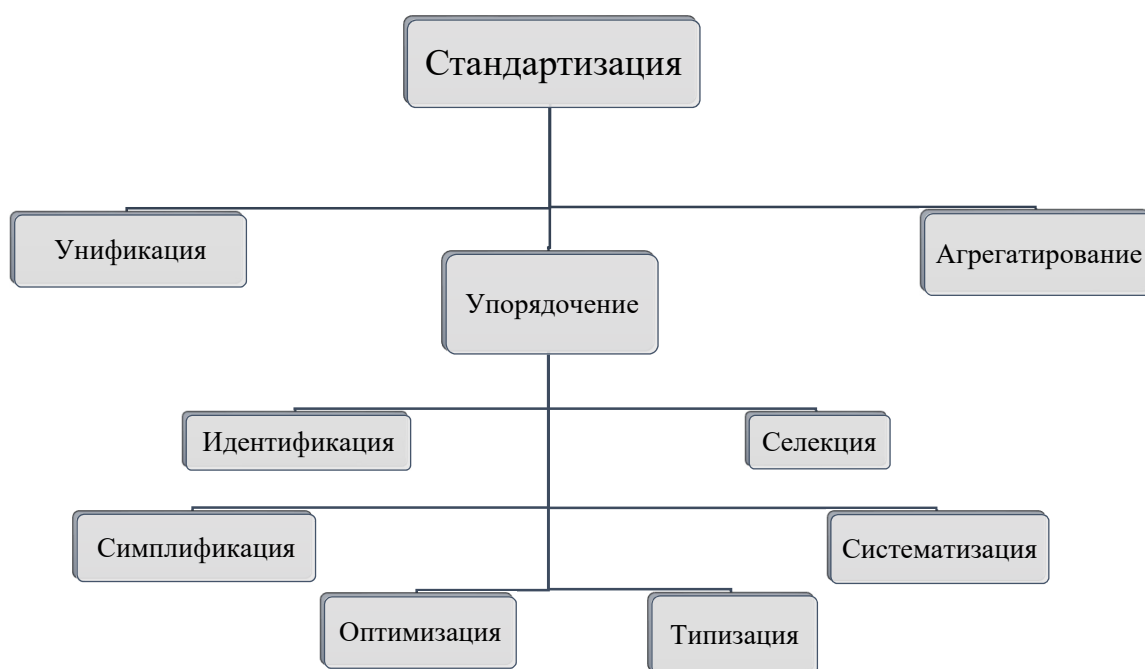 Стандартизация
Унификация
Упорядочение
Агрегатирование
Идентификация
Селекция
Симплификация
Систематизация
Оптимизация
Типизация